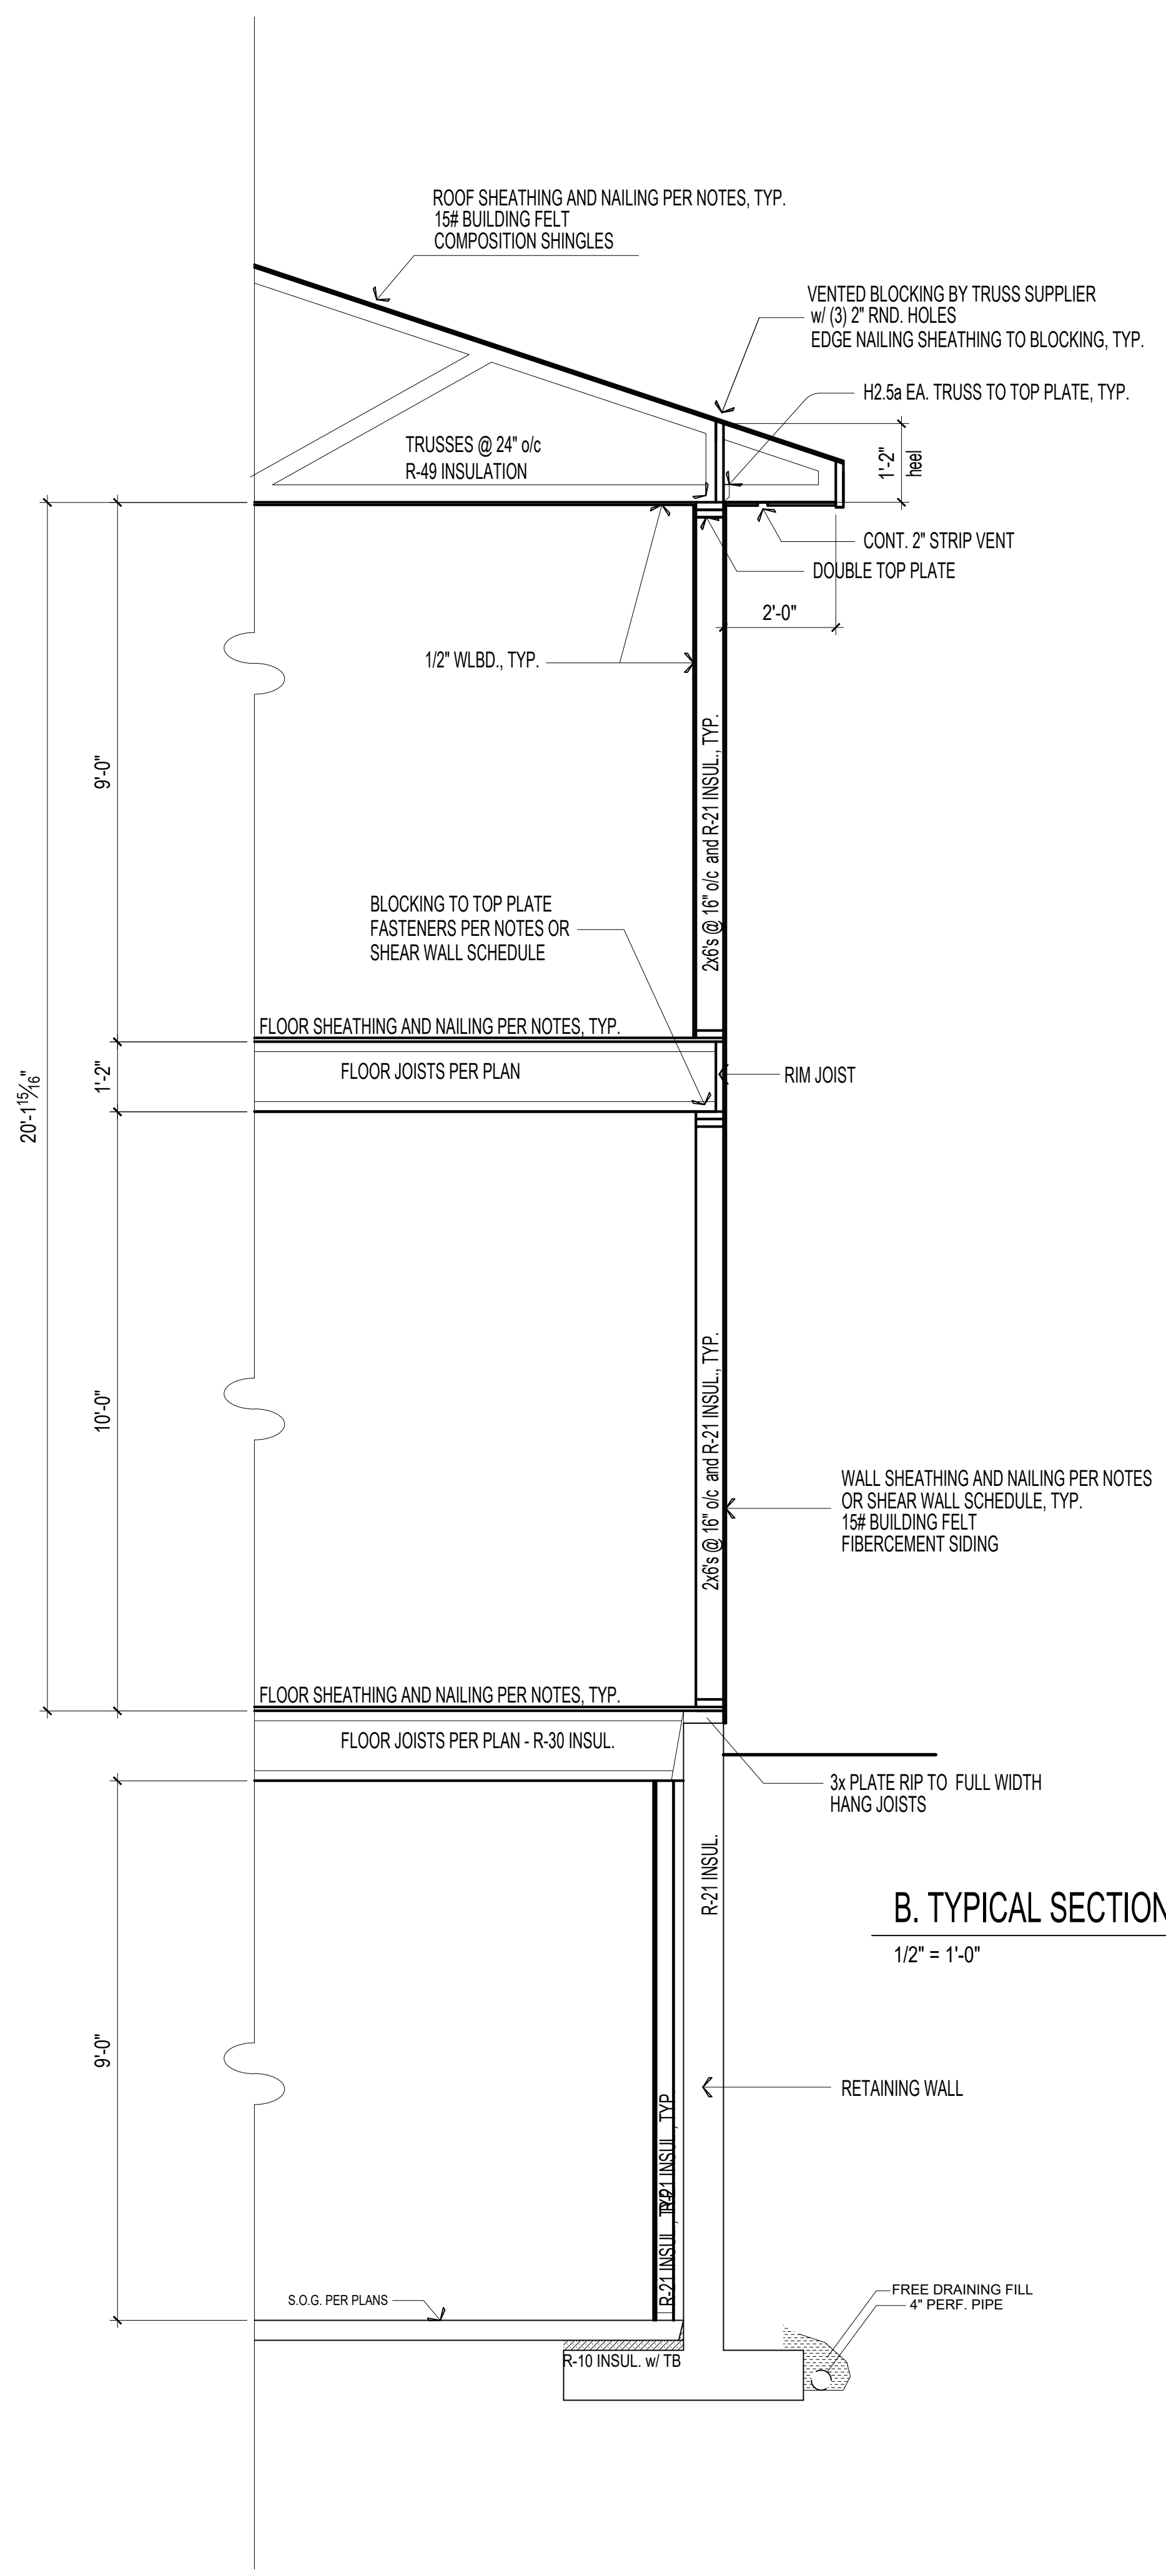 ROOF SHEATHING AND NAILING PER NOTES, TYP.
15# BUILDING FELT
COMPOSITION SHINGLES
VENTED BLOCKING BY TRUSS SUPPLIER
w/ (3) 2" RND. HOLES
EDGE NAILING SHEATHING TO BLOCKING, TYP.
H2.5a EA. TRUSS TO TOP PLATE, TYP.
TRUSSES @ 24" o/c
R-49 INSULATION
1'-2"
heel
CONT. 2" STRIP VENT
DOUBLE TOP PLATE
2'-0"
1/2" WLBD., TYP.
9'-0"
2x6's @ 16" o/c and R-21 INSUL., TYP.
BLOCKING TO TOP PLATE
FASTENERS PER NOTES OR
SHEAR WALL SCHEDULE
FLOOR SHEATHING AND NAILING PER NOTES, TYP.
1'-2"
FLOOR JOISTS PER PLAN
RIM JOIST
20'-1 15/16"
10'-0"
2x6's @ 16" o/c and R-21 INSUL., TYP.
WALL SHEATHING AND NAILING PER NOTES
OR SHEAR WALL SCHEDULE, TYP.
15# BUILDING FELT
FIBERCEMENT SIDING
FLOOR SHEATHING AND NAILING PER NOTES, TYP.
FLOOR JOISTS PER PLAN - R-30 INSUL.
3x PLATE RIP TO FULL WIDTH
HANG JOISTS
R-21 INSUL.
B. TYPICAL SECTION
1/2" = 1'-0"
9'-0"
RETAINING WALL
R-21 INSUL., TYP.
R-21 INSUL., TYP
S.O.G. PER PLANS
FREE DRAINING FILL
4" PERF. PIPE
R-10 INSUL. w/ TB